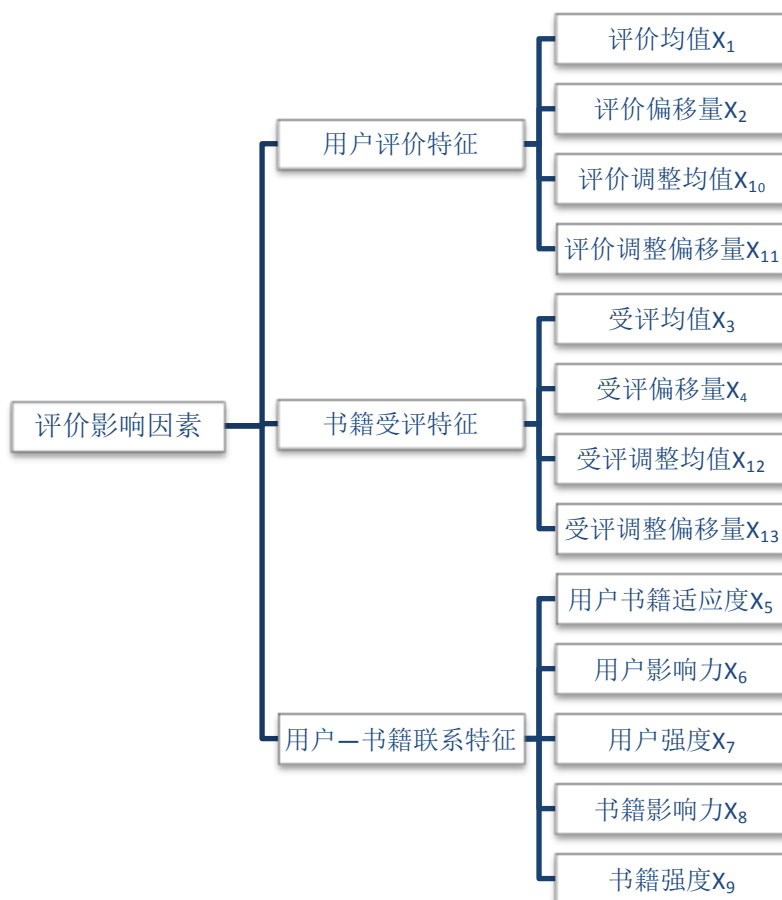 评价影响因素
用户评价特征
评价均值X₁
评价偏移量X₂
评价调整均值X₁₀
评价调整偏移量X₁₁
书籍受评特征
受评均值X₃
受评偏移量X₄
受评调整均值X₁₂
受评调整偏移量X₁₃
用户—书籍联系特征
用户书籍适应度X₅
用户影响力X₆
用户强度X₇
书籍影响力X₈
书籍强度X₉